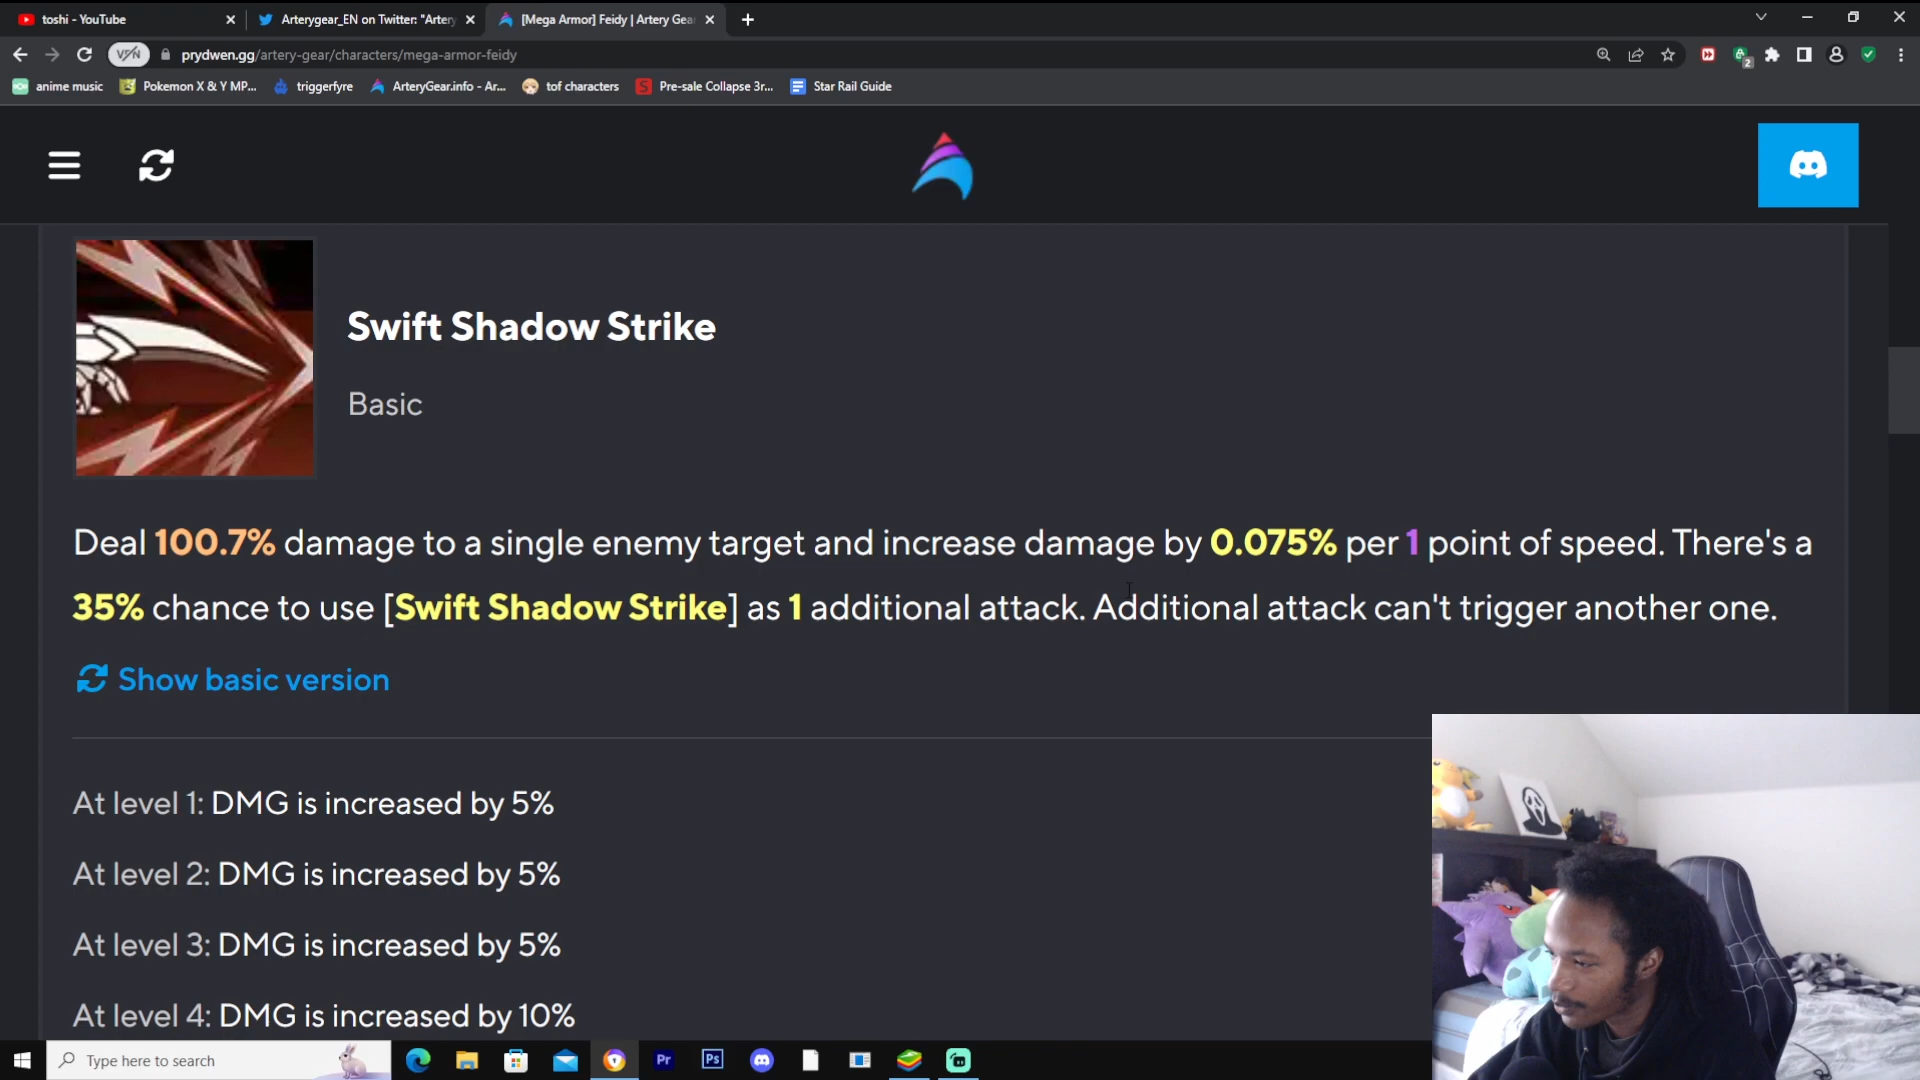 toshi - YouTube
Arterygear_EN on Twitter: "Artery
[Mega Armor] Feidy | Artery Gea
VPN
prydwen.gg/artery-gear/characters/mega-armor-feidy
2
anime music
Pokemon X & Y MP...
triggerfyre
ArteryGear.info - Ar...
tof characters
Pre-sale Collapse 3r...
Star Rail Guide
Swift Shadow Strike
Basic
Deal 100.7% damage to a single enemy target and increase damage by 0.075% per 1 point of speed. There's a
35% chance to use [Swift Shadow Strike] as 1 additional attack. Additional attack can't trigger another one.
Show basic version
At level 1: DMG is increased by 5%
At level 2: DMG is increased by 5%
At level 3: DMG is increased by 5%
At level 4: DMG is increased by 10%
Type here to search
Pr
Ps